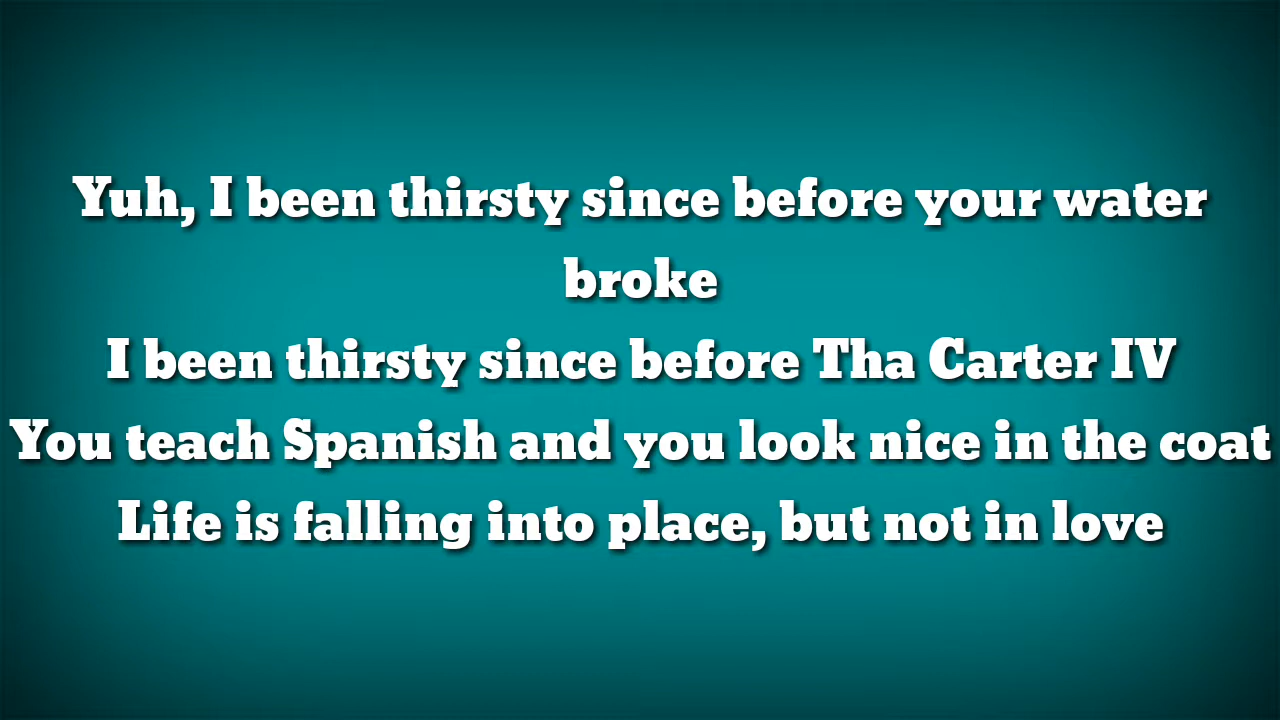 Yuh, I been thirsty since before your water
broke
I been thirsty since before Tha Carter IV
You teach Spanish and you look nice in the coat
Life is falling into place, but not in love